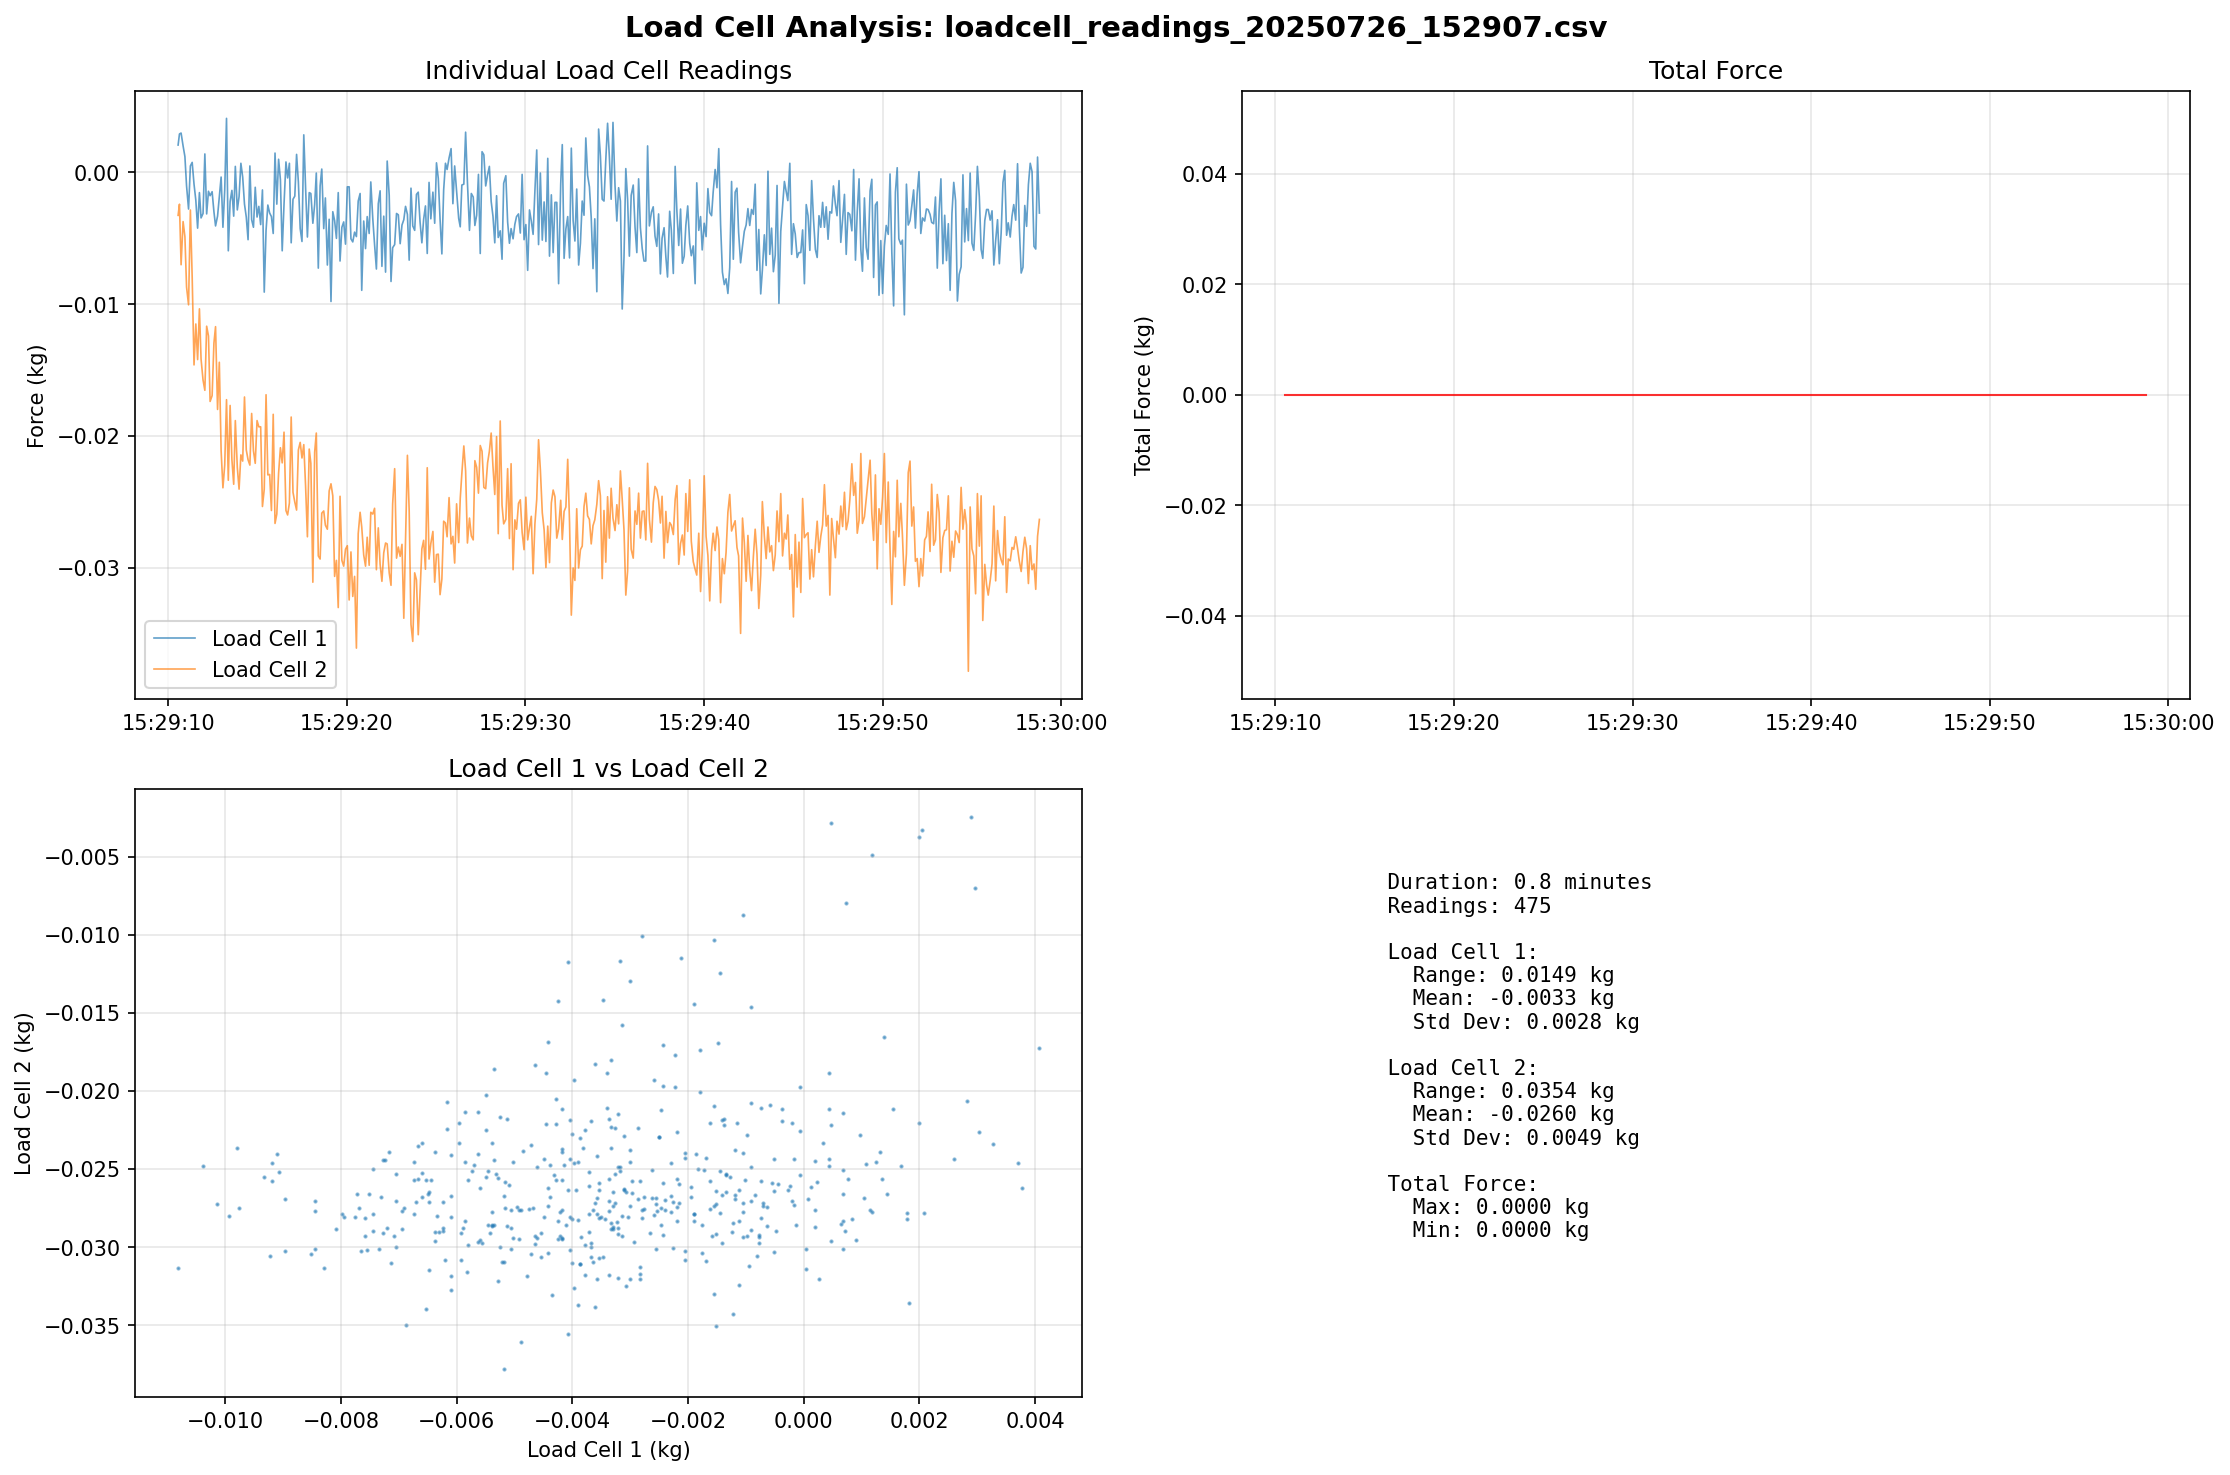 Load Cell Analysis: loadcell_readings_20250726_152907.csv
Individual Load Cell Readings
Force (kg)
0.00
−0.01
−0.02
−0.03
Load Cell 1
Load Cell 2
15:29:10 15:29:20 15:29:30 15:29:40 15:29:50 15:30:00
Total Force
Total Force (kg)
0.04
0.02
0.00
−0.02
−0.04
15:29:10 15:29:20 15:29:30 15:29:40 15:29:50 15:30:00
Load Cell 1 vs Load Cell 2
Load Cell 2 (kg)
−0.005
−0.010
−0.015
−0.020
−0.025
−0.030
−0.035
−0.010 −0.008 −0.006 −0.004 −0.002 0.000 0.002 0.004
Load Cell 1 (kg)
Duration: 0.8 minutes
Readings: 475
Load Cell 1:
Range: 0.0149 kg
Mean: -0.0033 kg
Std Dev: 0.0028 kg
Load Cell 2:
Range: 0.0354 kg
Mean: -0.0260 kg
Std Dev: 0.0049 kg
Total Force:
Max: 0.0000 kg
Min: 0.0000 kg